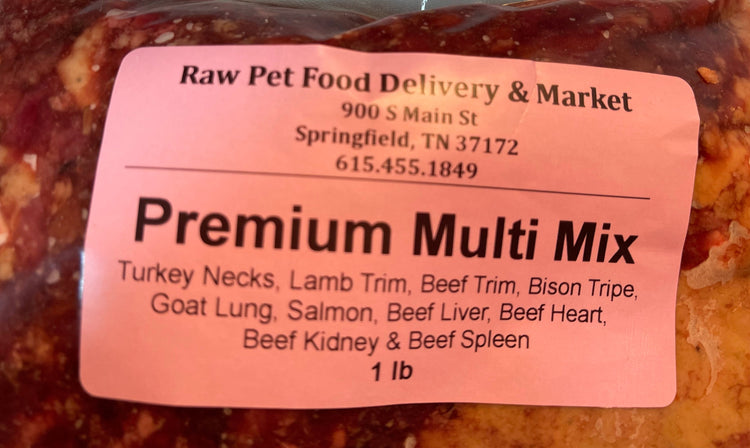 Raw Pet Food Delivery & Market
900 S Main St
Springfield, TN 37172
615.455.1849
Premium Multi Mix
Turkey Necks, Lamb Trim, Beef Trim, Bison Tripe,
Goat Lung, Salmon, Beef Liver, Beef Heart,
Beef Kidney & Beef Spleen
1 lb